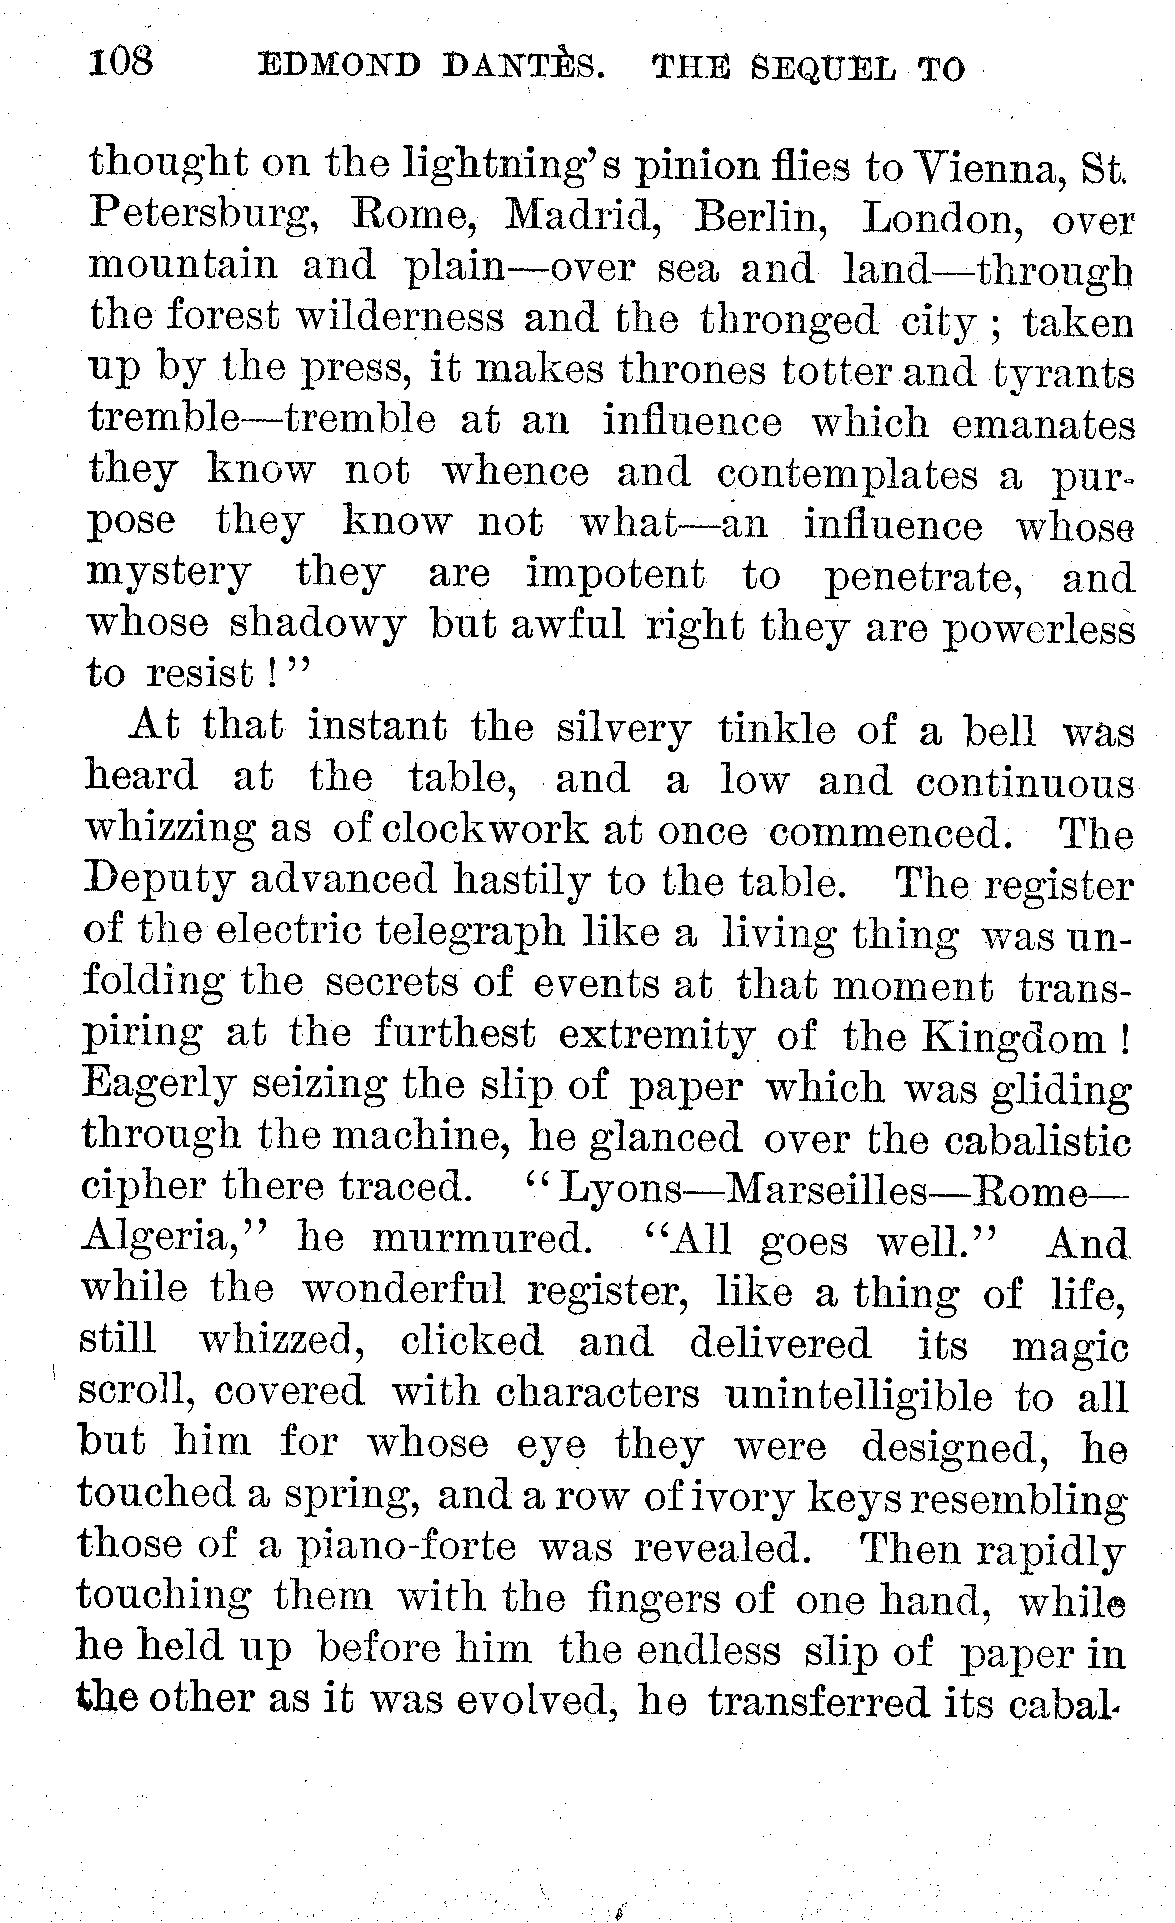 108 EDMOND DANTÈS. THE SEQUEL TO
thought on the lightning's pinion flies to Vienna, St.
Petersburg, Rome, Madrid, Berlin, London, over
mountain and plain—over sea and land—through
the forest wilderness and the thronged city ; taken
up by the press, it makes thrones totter and tyrants
tremble—tremble at an influence which emanates
they know not whence and contemplates a pur-
pose they know not what—an influence whose
mystery they are impotent to penetrate, and
whose shadowy but awful right they are powerless
to resist !"
At that instant the silvery tinkle of a bell was
heard at the table, and a low and continuous
whizzing as of clockwork at once commenced. The
Deputy advanced hastily to the table. The register
of the electric telegraph like a living thing was un-
folding the secrets of events at that moment trans-
piring at the furthest extremity of the Kingdom !
Eagerly seizing the slip of paper which was gliding
through the machine, he glanced over the cabalistic
cipher there traced. "Lyons—Marseilles—Rome—
Algeria," he murmured. "All goes well." And
while the wonderful register, like a thing of life,
still whizzed, clicked and delivered its magic
scroll, covered with characters unintelligible to all
but him for whose eye they were designed, he
touched a spring, and a row of ivory keys resembling
those of a piano-forte was revealed. Then rapidly
touching them with the fingers of one hand, while
he held up before him the endless slip of paper in
the other as it was evolved, he transferred its cabal-